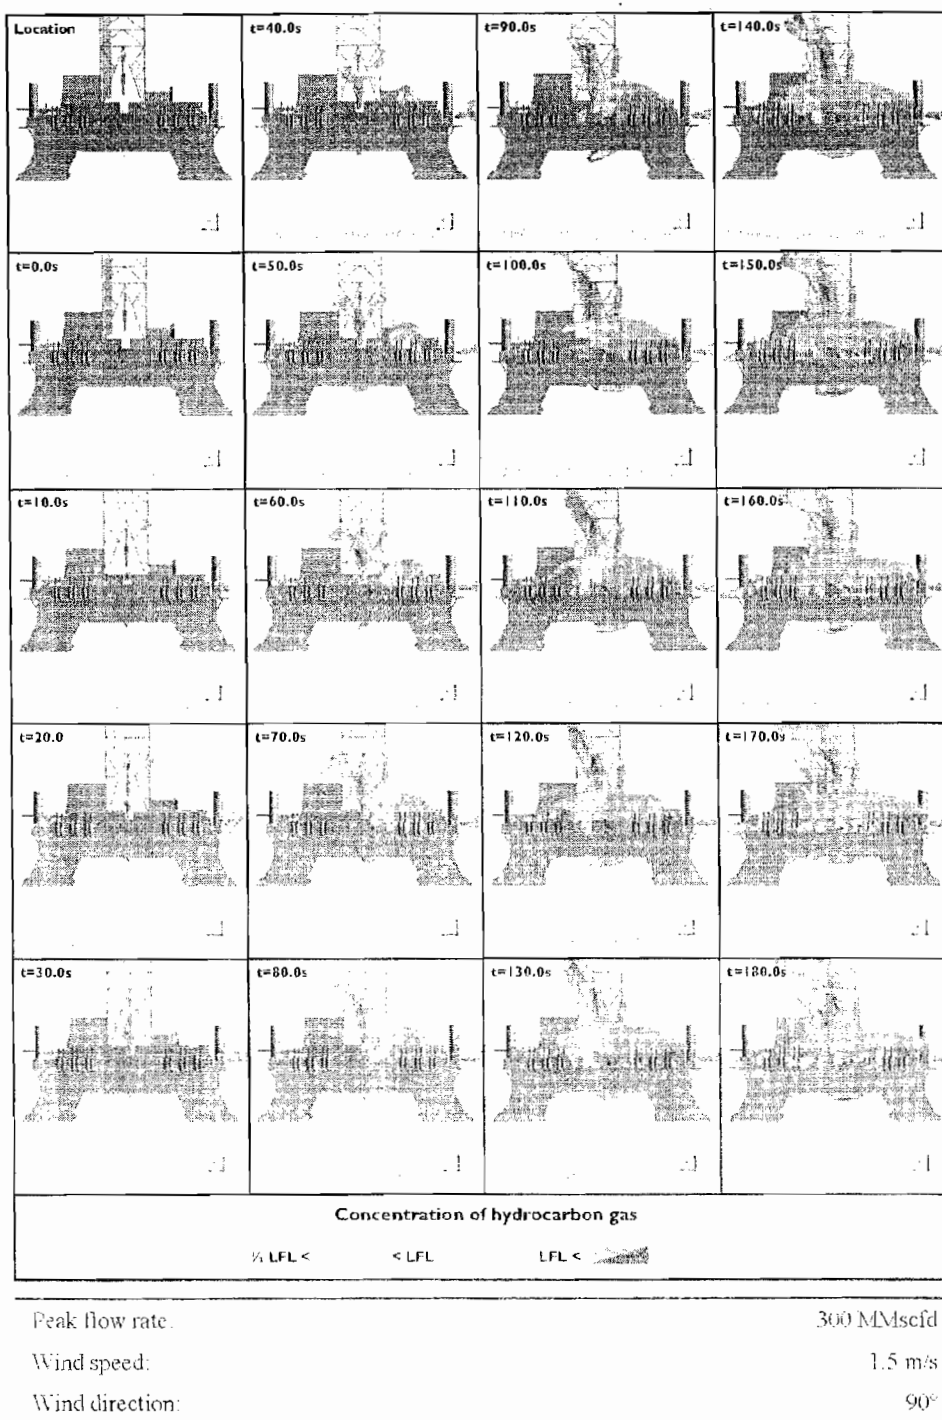 Location
t=40.0s
t=90.0s
t=140.0s
t=0.0s
t=50.0s
t=100.0s
t=150.0s
t=10.0s
t=60.0s
t=110.0s
t=160.0s
t=20.0
t=70.0s
t=120.0s
t=170.0s
t=30.0s
t=80.0s
t=130.0s
t=180.0s
Concentration of hydrocarbon gas
LFL < < LFL LFL <
Peak flow rate: 300 MMscfd
Wind speed: 1.5 m/s
Wind direction: 90°